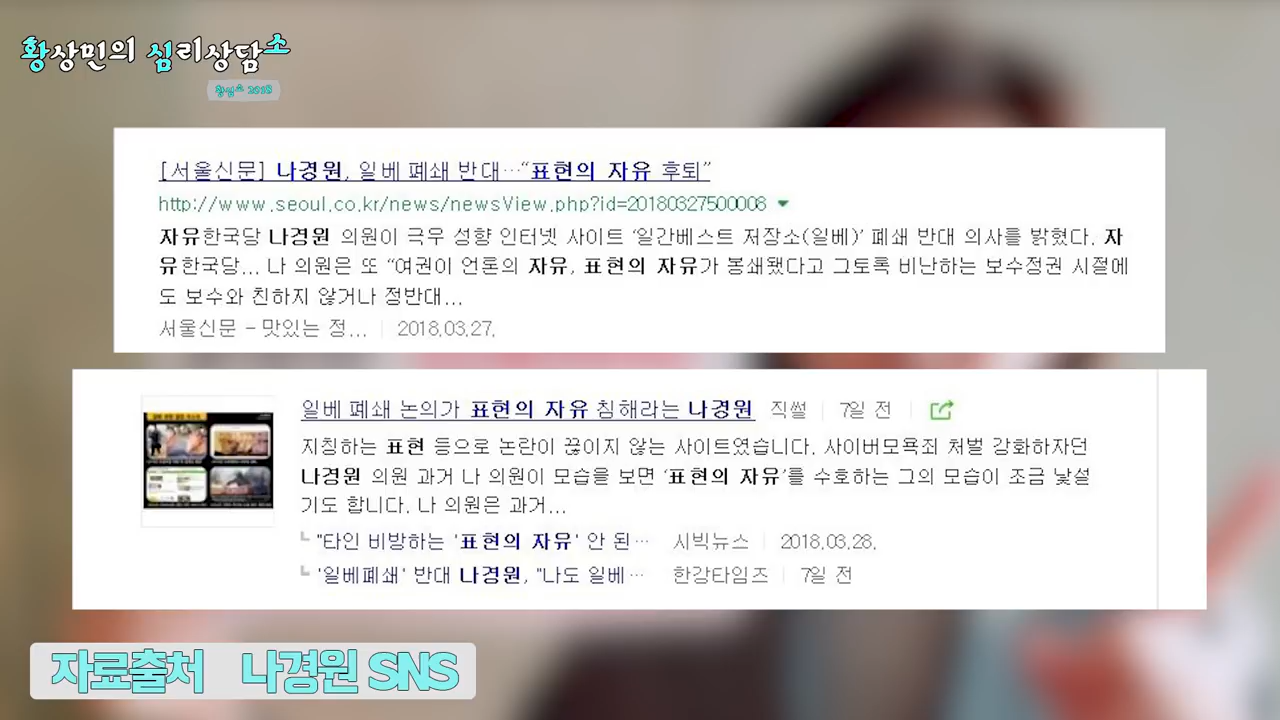 황상민의 심리상담소
황심소 2018
[서울신문] 나경원, 일베 폐쇄 반대…“표현의 자유 후퇴”
http://www.seoul.co.kr/news/newsView.php?id=20180327500008
자유한국당 나경원 의원이 극우 성향 인터넷 사이트 ‘일간베스트 저장소(일베)’ 폐쇄 반대 의사를 밝혔다. 자
유한국당... 나 의원은 또 “여권이 언론의 자유, 표현의 자유가 봉쇄됐다고 그토록 비난하는 보수정권 시절에
도 보수와 친하지 않거나 정반대...
서울신문 - 맛있는 정... 2018.03.27.
일베 폐쇄 논의가 표현의 자유 침해라는 나경원 직썰 7일 전
지칭하는 표현 등으로 논란이 끊이지 않는 사이트였습니다. 사이버모욕죄 처벌 강화하자던
나경원 의원 과거 나 의원이 모습을 보면 ‘표현의 자유’를 수호하는 그의 모습이 조금 낯설
기도 합니다. 나 의원은 과거...
"타인 비방하는 '표현의 자유' 안 된… 시빅뉴스 2018.03.28.
'일베폐쇄' 반대 나경원, "나도 일베… 한강타임즈 7일 전
자료출처 나경원 SNS